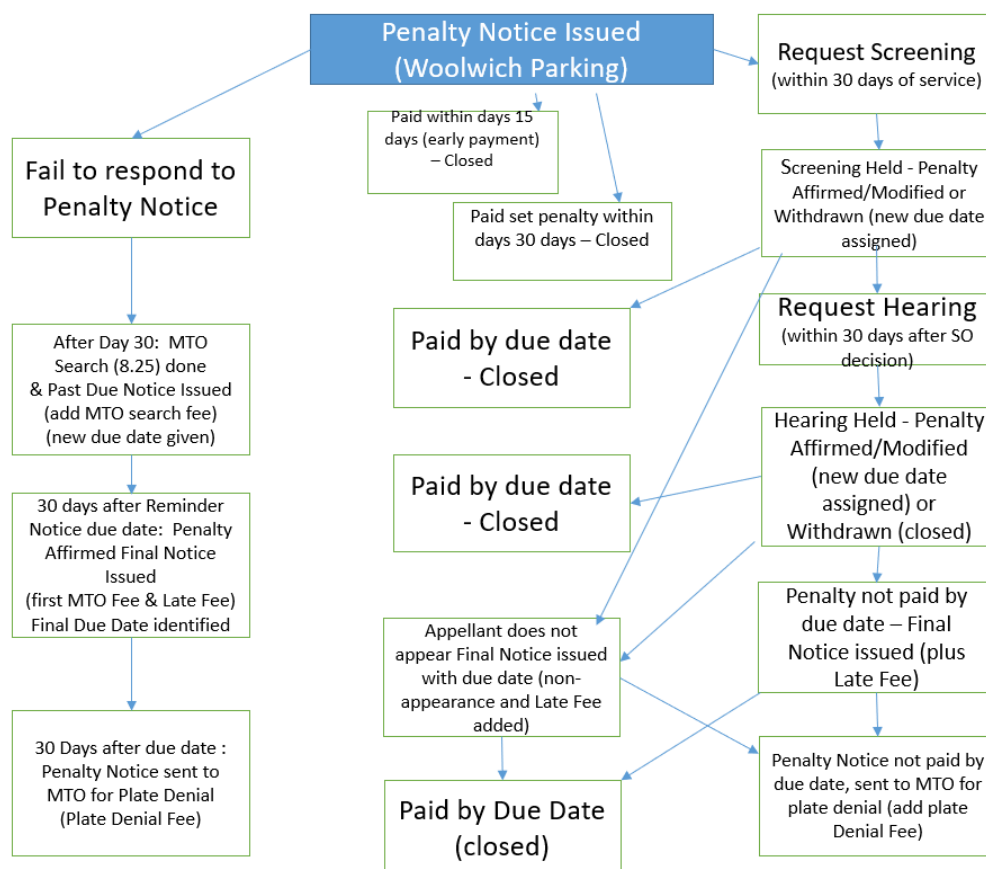 Penalty Notice Issued
(Woolwich Parking)
Request Screening
(within 30 days of service)
Paid within days 15
days (early payment)
– Closed
Fail to respond to
Penalty Notice
Screening Held - Penalty
Affirmed/Modified or
Withdrawn (new due date
assigned)
Paid set penalty within
days 30 days – Closed
Request Hearing
(within 30 days after SO
decision)
Paid by due date
- Closed
After Day 30:  MTO
Search (8.25) done
& Past Due Notice Issued
(add MTO search fee)
(new due date given)
Hearing Held - Penalty
Affirmed/Modified
(new due date
assigned) or
Withdrawn (closed)
Paid by due date
- Closed
30 days after Reminder
Notice due date:  Penalty
Affirmed Final Notice
Issued
(first MTO Fee & Late Fee)
Final Due Date identified
Penalty not paid by
due date – Final
Notice issued (plus
Late Fee)
Appellant does not
appear Final Notice issued
with due date (non-
appearance and Late Fee
added)
30 Days after due date :
Penalty Notice sent to
MTO for Plate Denial
(Plate Denial Fee)
Penalty Notice not paid by
due date, sent to MTO for
plate denial (add plate
Denial Fee)
Paid by Due Date
(closed)